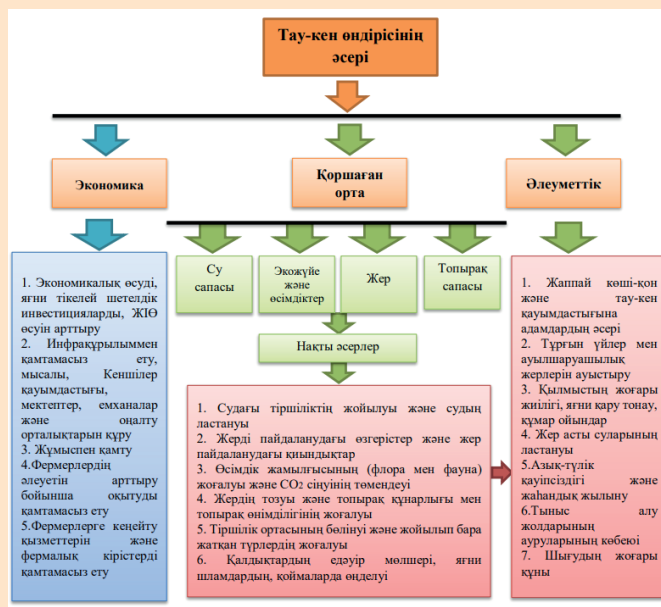 Тау-кен өндірісінің
әсері
Экономика
Қоршаған
орта
Әлеуметтік
Су
сапасы
Экожүйе
және
өсімдіктер
Жер
Топырақ
сапасы
Нақты әсерлер
1. Экономикалық өсуді,
яғни тікелей шетелдік
инвестицияларды, ЖІӨ
өсуін арттыру
2. Инфрақұрылыммен
қамтамасыз ету,
мысалы, Кеншілер
қауымдастығы,
мектептер, емханалар
және оңалту
орталықтарын құру
3. Жұмыспен қамту
4.Фермерлердің
әлеуетін арттыру
бойынша оқытуды
қамтамасыз ету
5.Фермерлерге кеңейту
қызметтерін және
фермалық кірістерді
қамтамасыз ету
1. Судағы тіршіліктің жойылуы және судың
ластануы
2. Жерді пайдаланудағы өзгерістер және жер
пайдаланудағы қиындықтар
3. Өсімдік жамылғысының (флора мен фауна)
жоғалуы және CO₂ сіңуінің төмендеуі
4. Жердің тозуы және топырақ құнарлығы мен
топырақ өнімділігінің жоғалуы
5. Тіршілік ортасының бөлінуі және жойылып бара
жатқан түрлердің жоғалуы
6. Қалдықтардың едәуір мөлшері, яғни
шламдардың, қоймаларда өңделуі
1. Жаппай көші-қон
және тау-кен
қауымдастығына
адамдардың әсері
2. Тұрғын үйлер мен
ауылшаруашылық
жерлерін ауыстыру
3. Қылмыстың жоғары
жиілігі, яғни қару тонау,
құмар ойындар
4. Жер асты суларының
ластануы
5.Азық-түлік
қауіпсіздігі және
жаһандық жылыну
6.Тыныс алу
жолдарының
ауруларының көбеюі
7. Шығудың жоғары
құны